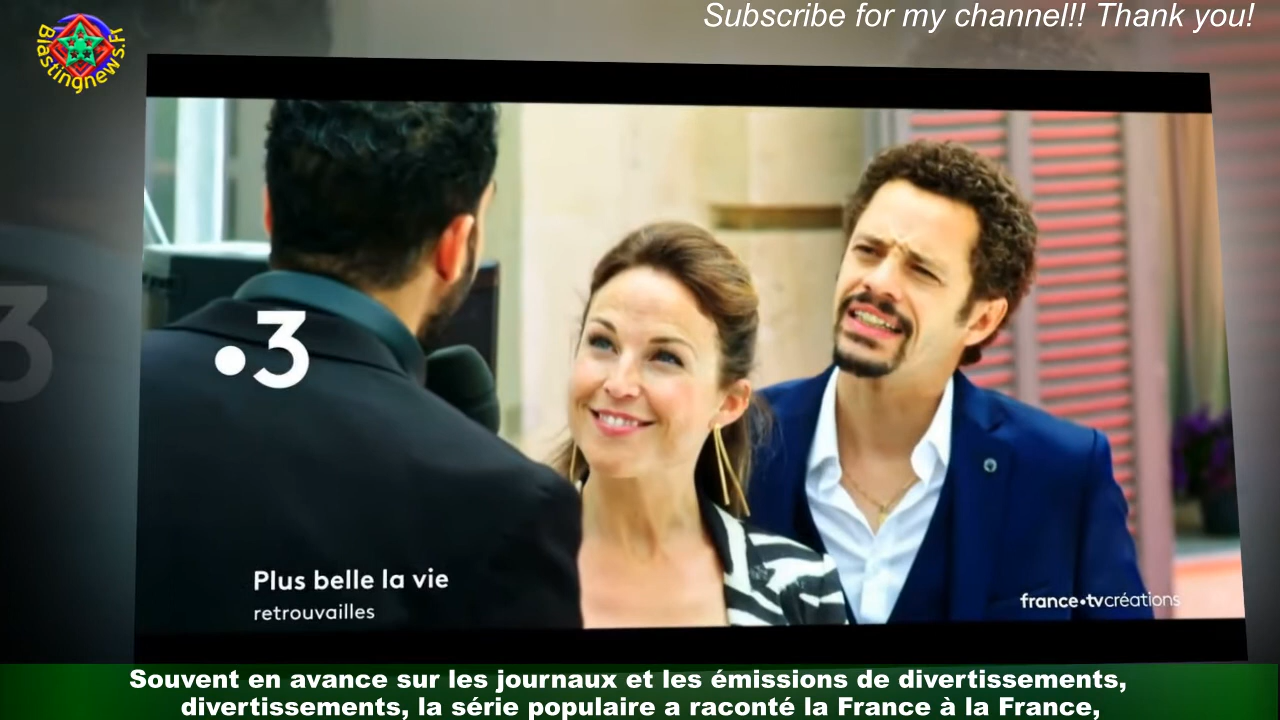 Subscribe for my channel!! Thank you!
Blastingnews.Fr
3
•3
Plus belle la vie
retrouvailles
france•tvcréations
Souvent en avance sur les journaux et les émissions de divertissements,
divertissements, la série populaire a raconté la France à la France,